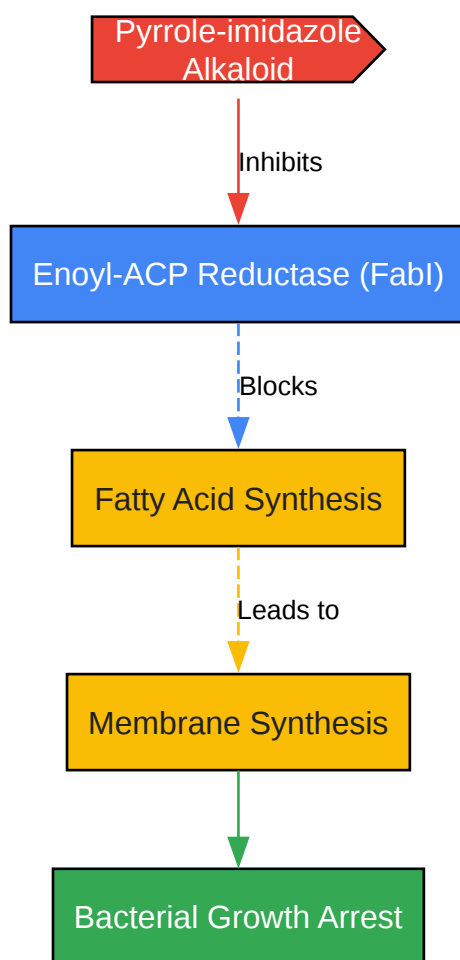 Pyrrole-imidazole
Alkaloid
Inhibits
Enoyl-ACP Reductase (FabI)
Blocks
Fatty Acid Synthesis
Leads to
Membrane Synthesis
Bacterial Growth Arrest